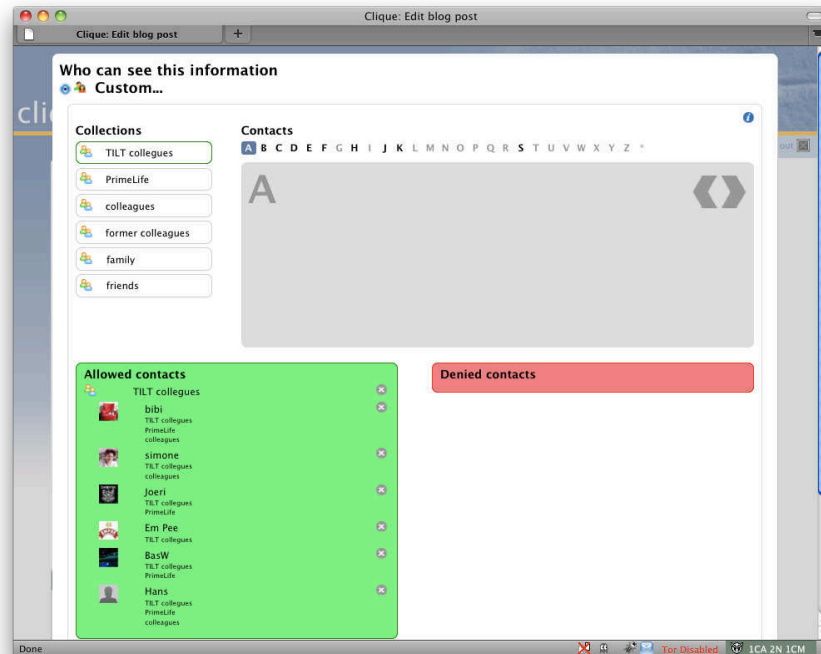 Clique: Edit blog post
Clique: Edit blog post
+
Who can see this information
Custom...
cli
out
Collections
TILT collegues
PrimeLife
colleagues
former colleagues
family
friends
Contacts
A B C D E F G H I J K L M N O P Q R S T U V W X Y Z *
A
Allowed contacts
TILT collegues
bibi
TILT collegues
PrimeLife
colleagues
simone
TILT collegues
colleagues
Joeri
TILT collegues
PrimeLife
Em Pee
TILT collegues
BasW
TILT collegues
PrimeLife
Hans
TILT collegues
PrimeLife
colleagues
Denied contacts
Done
Tor Disabled
1CA 2N 1CM